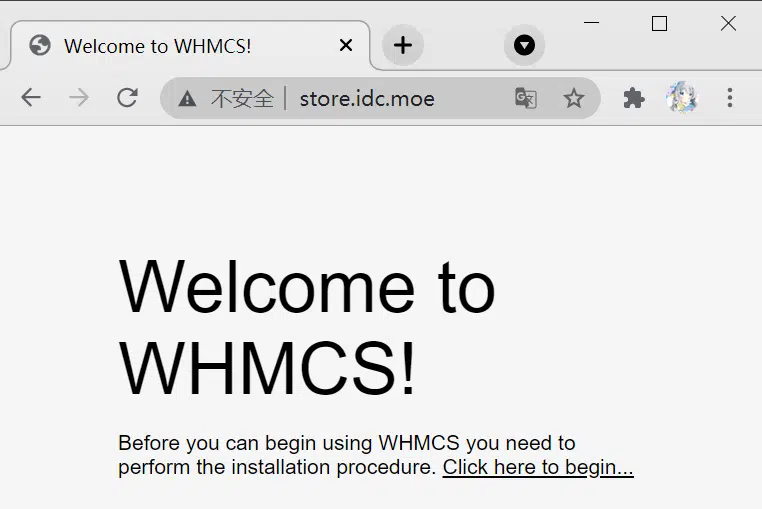 Welcome to WHMCS!
不安全 store.idc.moe
Welcome to
WHMCS!
Before you can begin using WHMCS you need to
perform the installation procedure. Click here to begin...